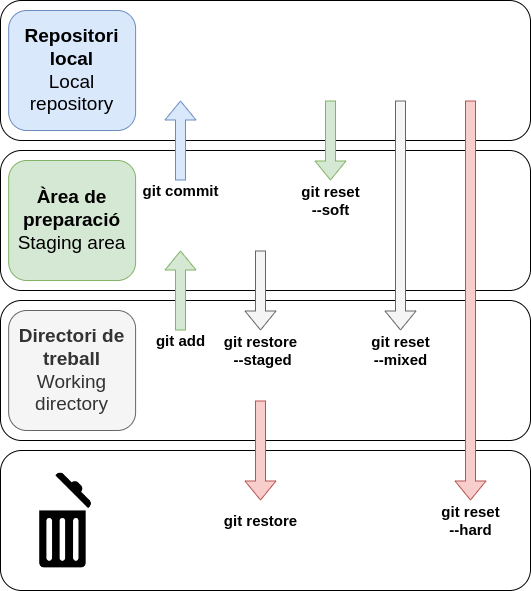 Repositori
local
Local
repository
git commit
git reset
--soft
Àrea de
preparació
Staging area
git add
git restore
--staged
git reset
--mixed
Directori de
treball
Working
directory
git restore
git reset
--hard